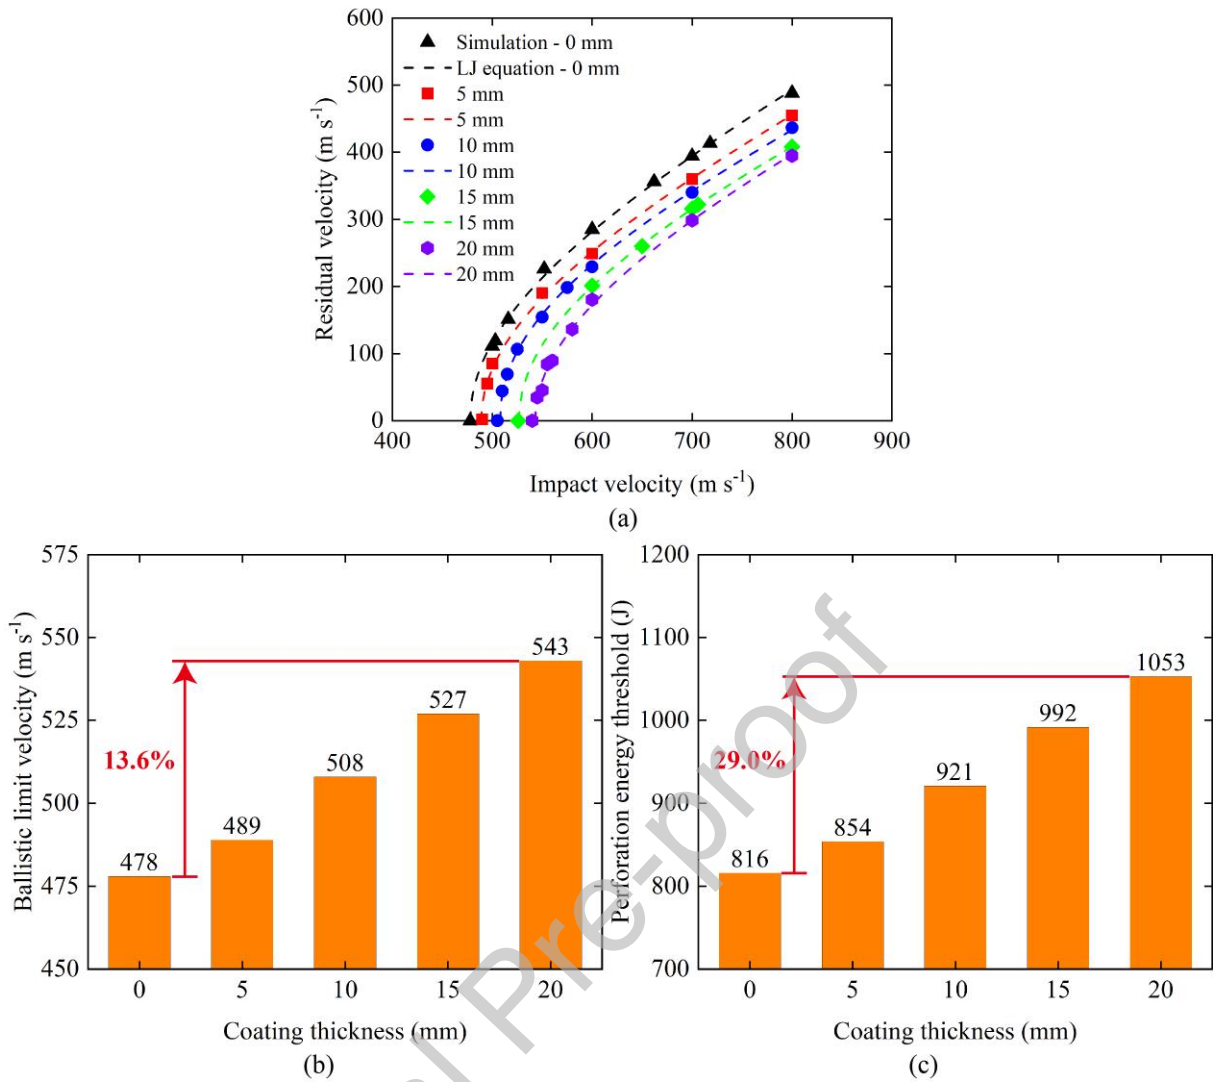 600
500
400
300
200
100
0
Residual velocity (m s⁻¹)
Simulation - 0 mm
LJ equation - 0 mm
5 mm
5 mm
10 mm
10 mm
15 mm
15 mm
20 mm
20 mm
400 500 600 700 800 900
Impact velocity (m s⁻¹)
(a)
575
550
525
500
475
450
Ballistic limit velocity (m s⁻¹)
13.6%
478
489
508
527
543
0 5 10 15 20
Coating thickness (mm)
(b)
1200
1100
1000
900
800
700
Perforation energy threshold (J)
29.0%
816
854
921
992
1053
0 5 10 15 20
Coating thickness (mm)
(c)
Pre-proof